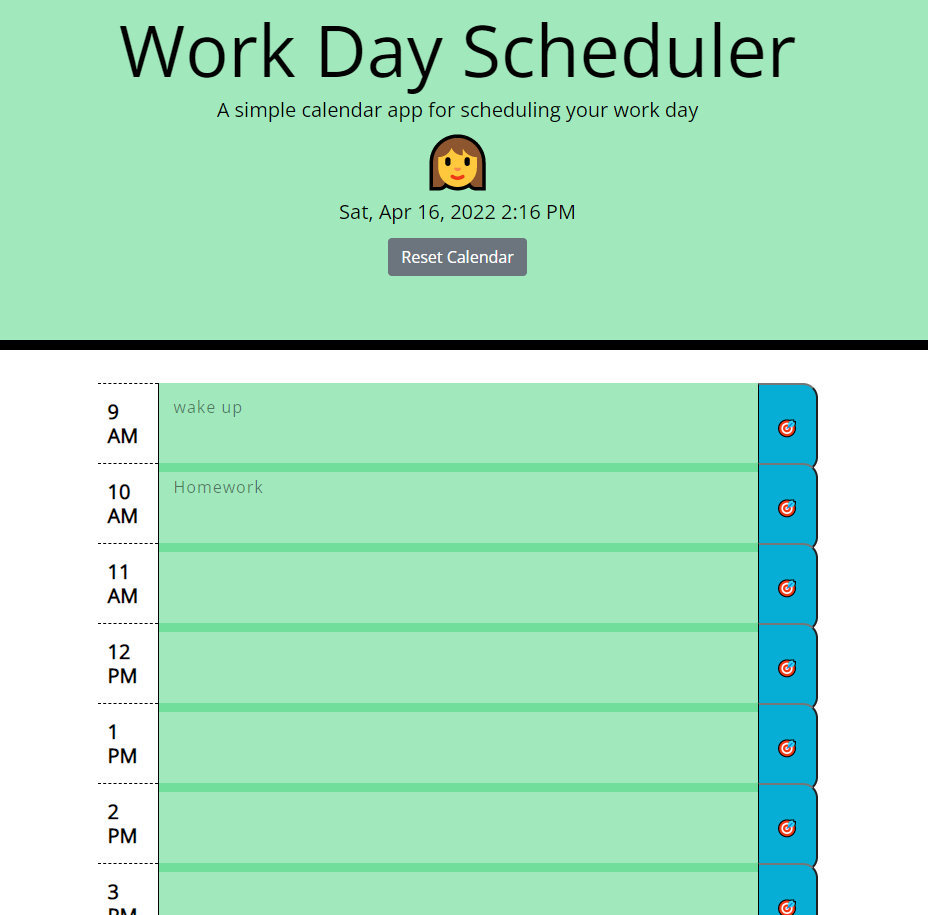 Work Day Scheduler
A simple calendar app for scheduling your work day
Sat, Apr 16, 2022 2:16 PM
Reset Calendar
9
AM
wake up
10
AM
Homework
11
AM
12
PM
1
PM
2
PM
3
PM